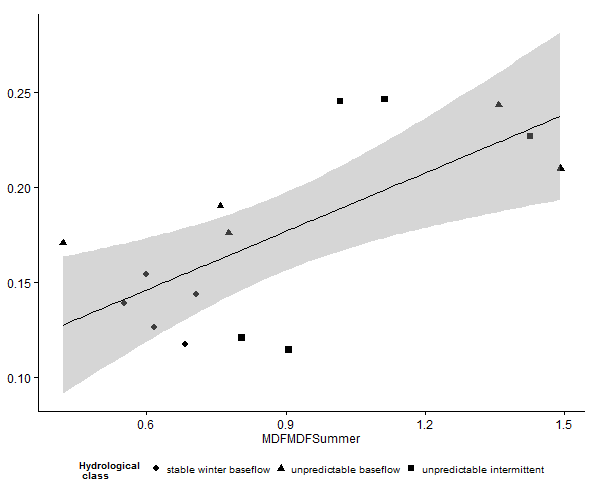 0.25
0.20
0.15
0.10
0.6 0.9 1.2 1.5
MDFMDFSummer
Hydrological
class
stable winter baseflow unpredictable baseflow unpredictable intermittent